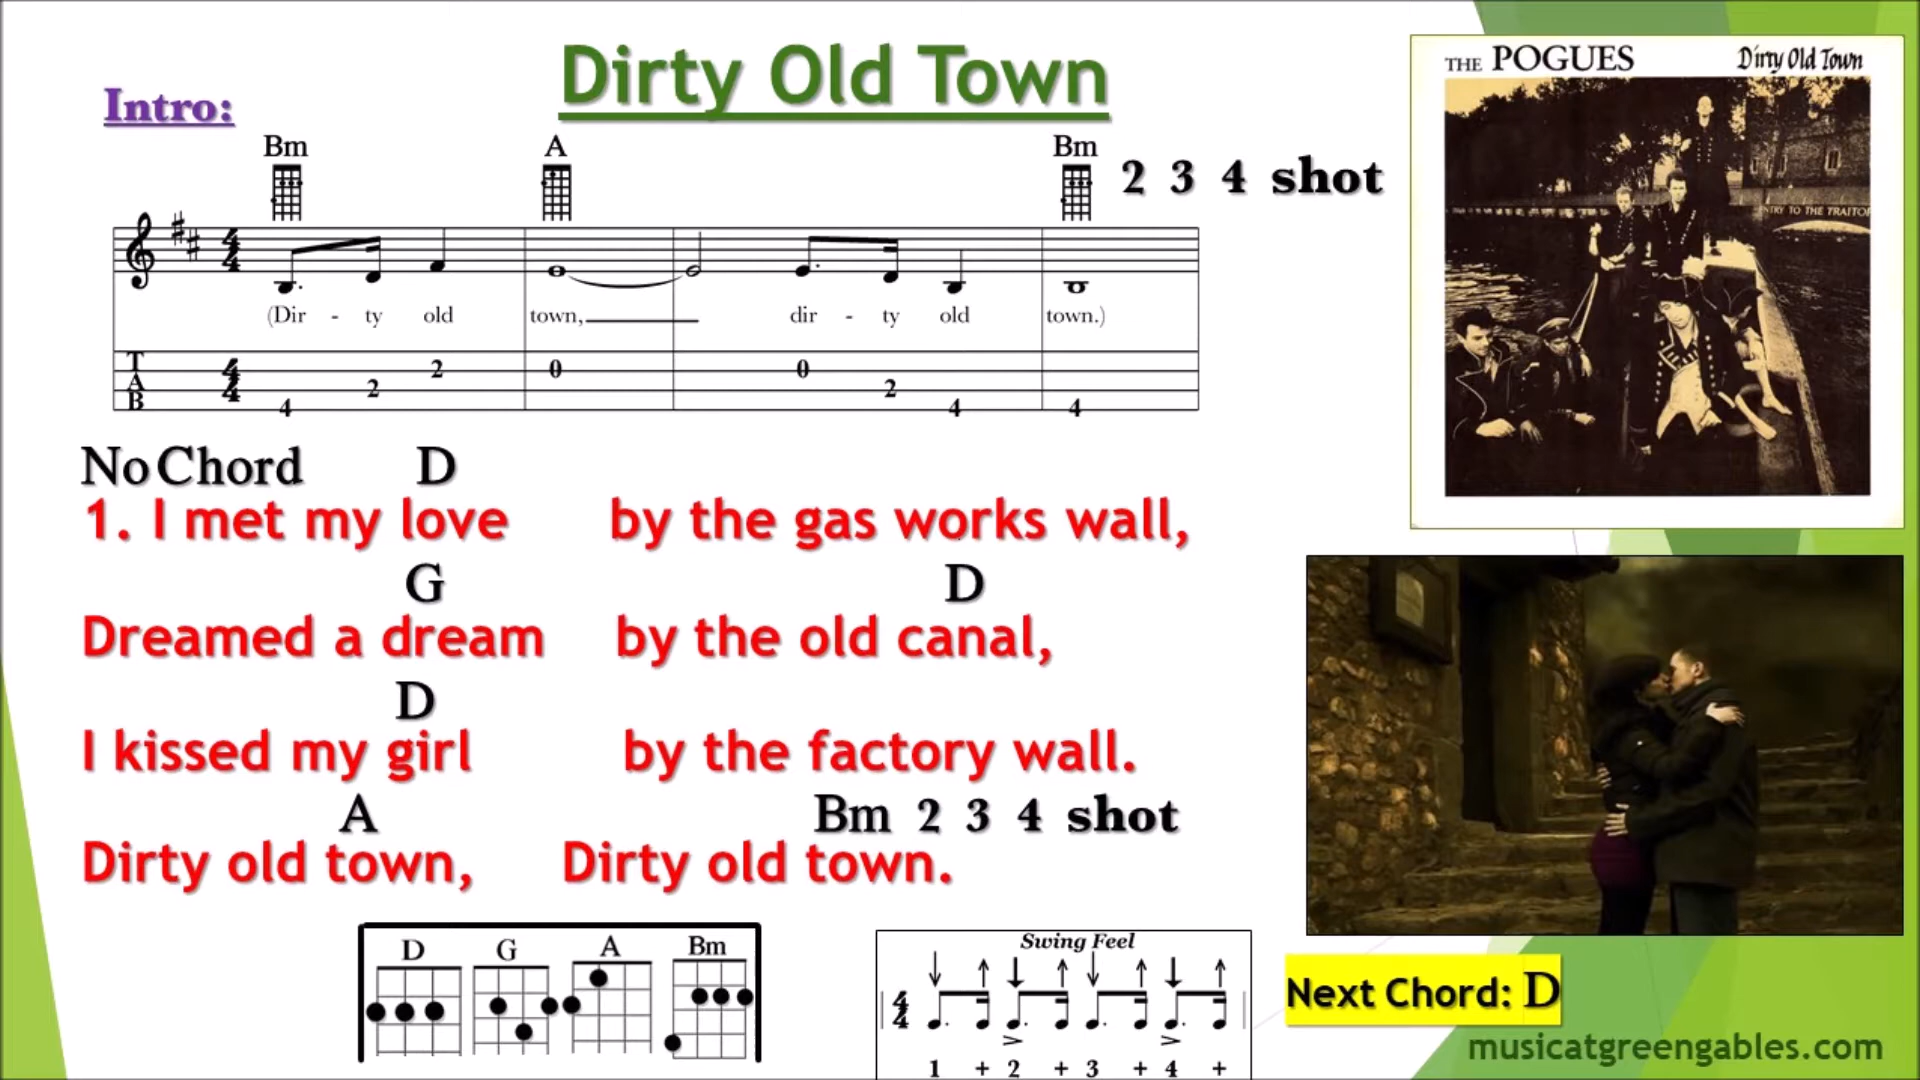 Dirty Old Town
THE POGUES Dirty Old Town
Intro:
Bm A Bm 2 3 4 shot
4 4
(Dir - ty old town, dir - ty old town.)
T A B 4 4 4 2 2 0 0 2 4 4
No Chord D
1. I met my love by the gas works wall,
G D
Dreamed a dream by the old canal,
D
I kissed my girl by the factory wall.
A Bm 2 3 4 shot
Dirty old town, Dirty old town.
D G A Bm
Swing Feel
4 4
1 + 2 + 3 + 4 +
Next Chord: D
musicatgreengables.com